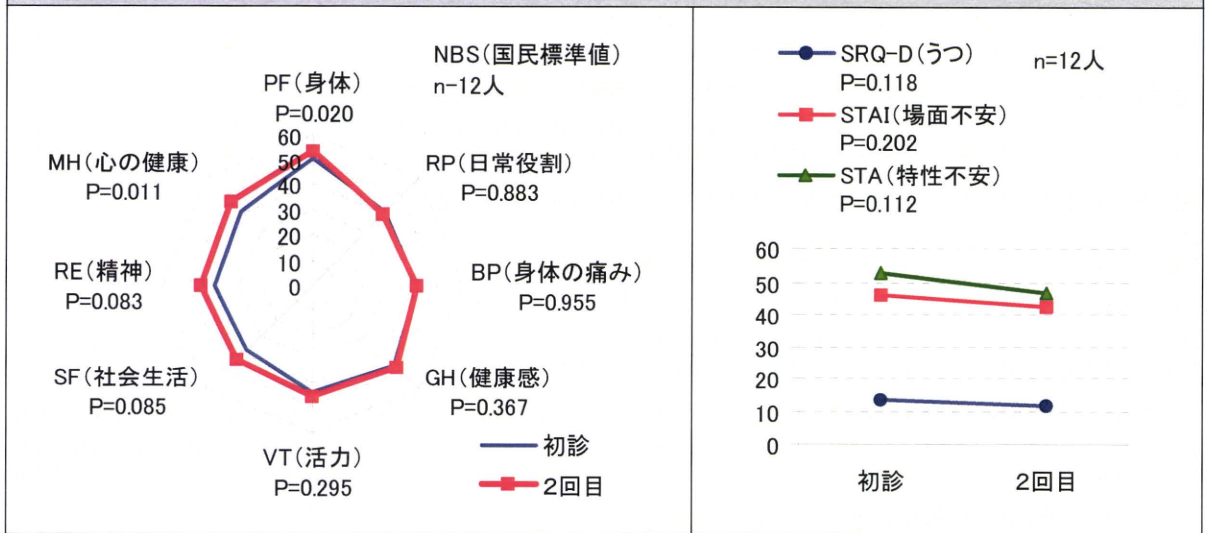 NBS(国民標準値)
n-12人
PF(身体)
P=0.020
RP(日常役割)
P=0.883
BP(身体の痛み)
P=0.955
GH(健康感)
P=0.367
VT(活力)
P=0.295
SF(社会生活)
P=0.085
RE(精神)
P=0.083
MH(心の健康)
P=0.011
60
50
40
30
20
10
0
初診
2回目
SRQ-D(うつ)
P=0.118
n=12人
STAI(場面不安)
P=0.202
STA(特性不安)
P=0.112
60
50
40
30
20
10
0
初診
2回目